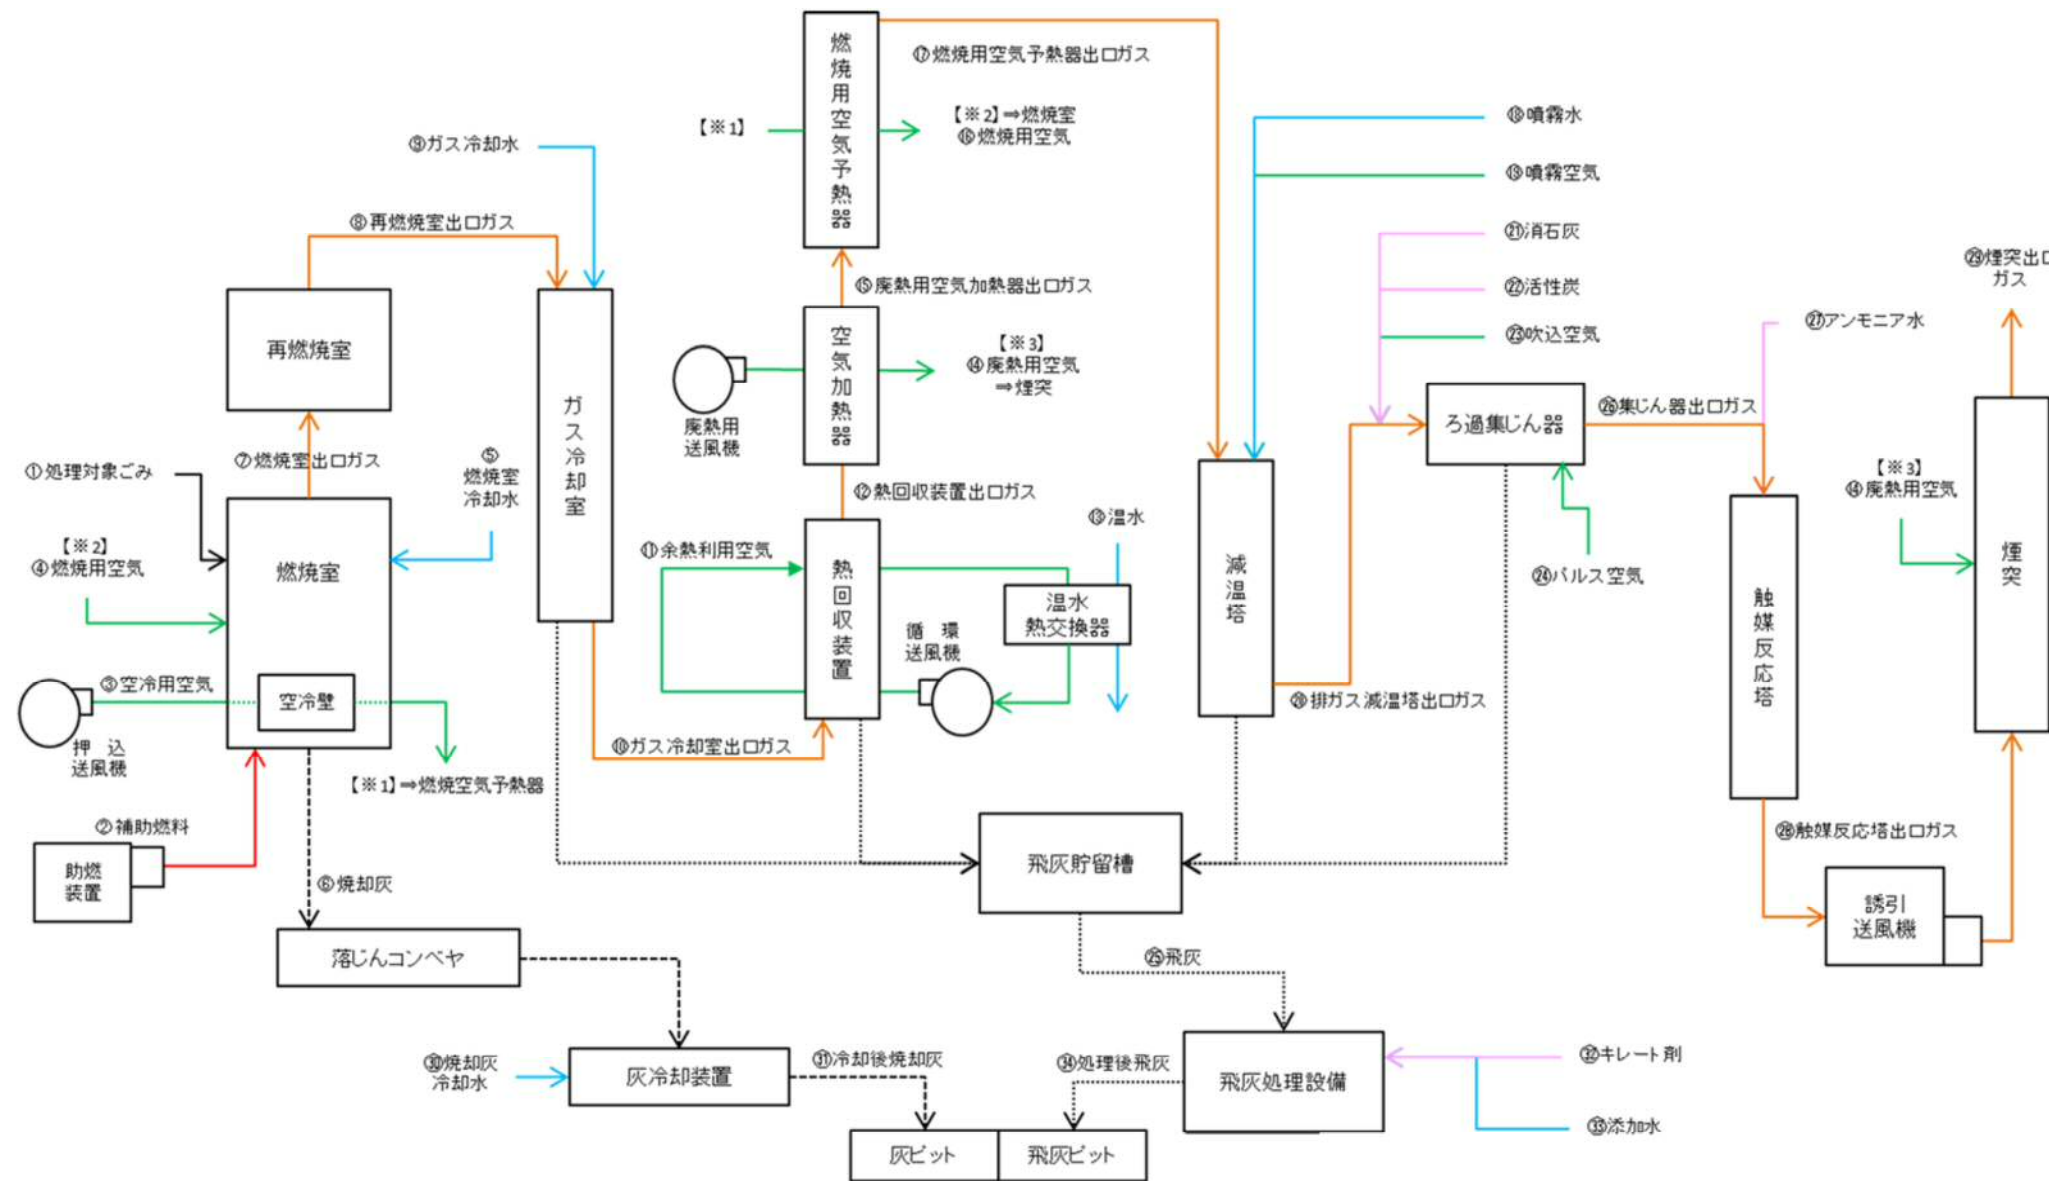 燃焼用空気予熱器
⑰燃焼用空気予熱器出口ガス
【※1】
【※2】⇒燃焼室
⑯燃焼用空気
⑱噴霧水
⑲噴霧空気
⑨ガス冷却水
⑧再燃焼室出口ガス
㉑消石灰
㉒活性炭
㉓吹込空気
㉙煙突出口
ガス
㉗アンモニア水
⑮廃熱用空気加熱器出口ガス
再燃焼室
ガス冷却室
空気加熱器
【※3】
⑭廃熱用空気
⇒煙突
廃熱用
送風機
ろ過集じん器
㉖集じん器出口ガス
①処理対象ごみ
⑦燃焼室出口ガス
⑤
燃焼室
冷却水
⑫熱回収装置出口ガス
⑬温水
【※3】
⑭廃熱用空気
【※2】
④燃焼用空気
燃焼室
⑪余熱利用空気
熱回収装置
温水
熱交換器
循　環
送風機
減温塔
㉔パルス空気
触媒反応塔
煙突
③空冷用空気
空冷壁
押　込
送風機
【※1】⇒燃焼空気予熱器
⑩ガス冷却室出口ガス
⑳排ガス減温塔出口ガス
②補助燃料
助燃
装置
⑥焼却灰
飛灰貯留槽
㉘触媒反応塔出口ガス
誘引
送風機
落じんコンベヤ
㉕飛灰
㉚焼却灰
冷却水
灰冷却装置
㉛冷却後焼却灰
㉞処理後飛灰
飛灰処理設備
㉜キレート剤
㉝添加水
灰ピット
飛灰ピット